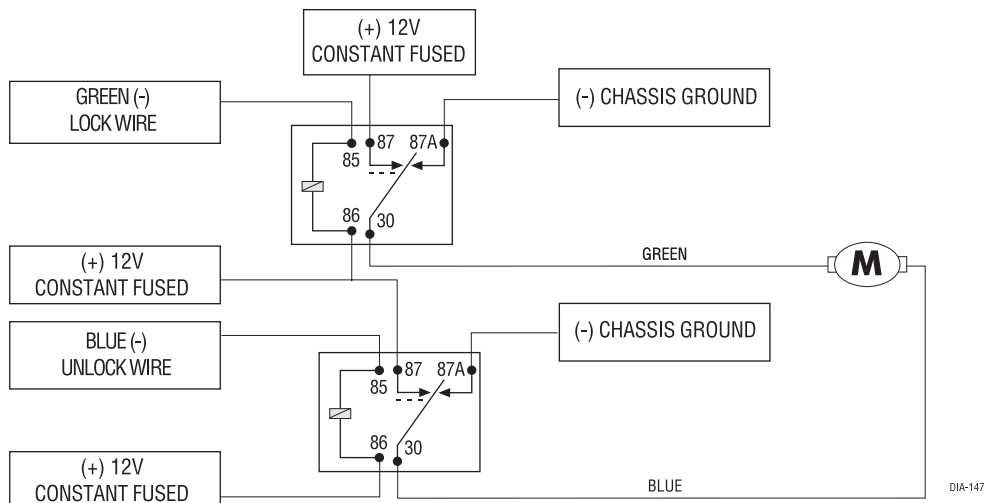 (+) 12V
CONSTANT FUSED
GREEN (-)
LOCK WIRE
(-) CHASSIS GROUND
87
87A
85
86
30
(+) 12V
CONSTANT FUSED
GREEN
M
BLUE (-)
UNLOCK WIRE
(-) CHASSIS GROUND
87
87A
85
86
30
(+) 12V
CONSTANT FUSED
BLUE
DIA-147